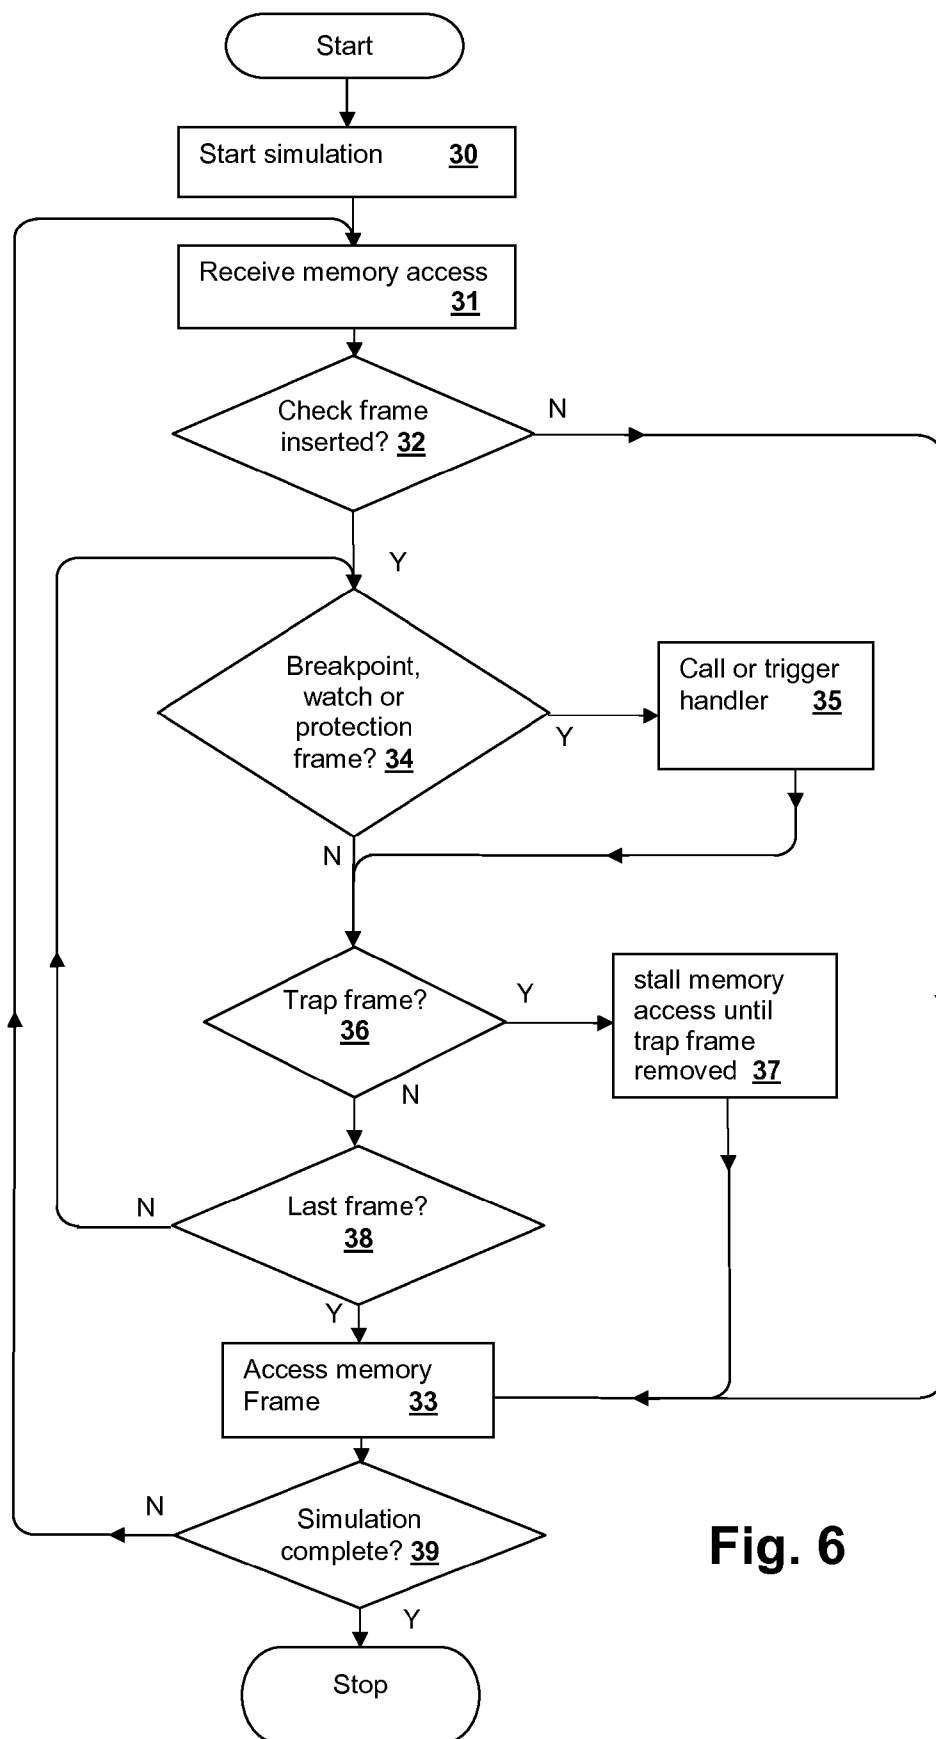 Start
Start simulation 30
Receive memory access
31
Check frame
inserted? 32
N
Y
Breakpoint,
watch or
protection
frame? 34
Y
Call or trigger
handler 35
N
Trap frame?
36
Y
stall memory
access until
trap frame
removed 37
N
Last frame?
38
N
Y
Access memory
Frame 33
Simulation
complete? 39
N
Y
Stop
Fig. 6